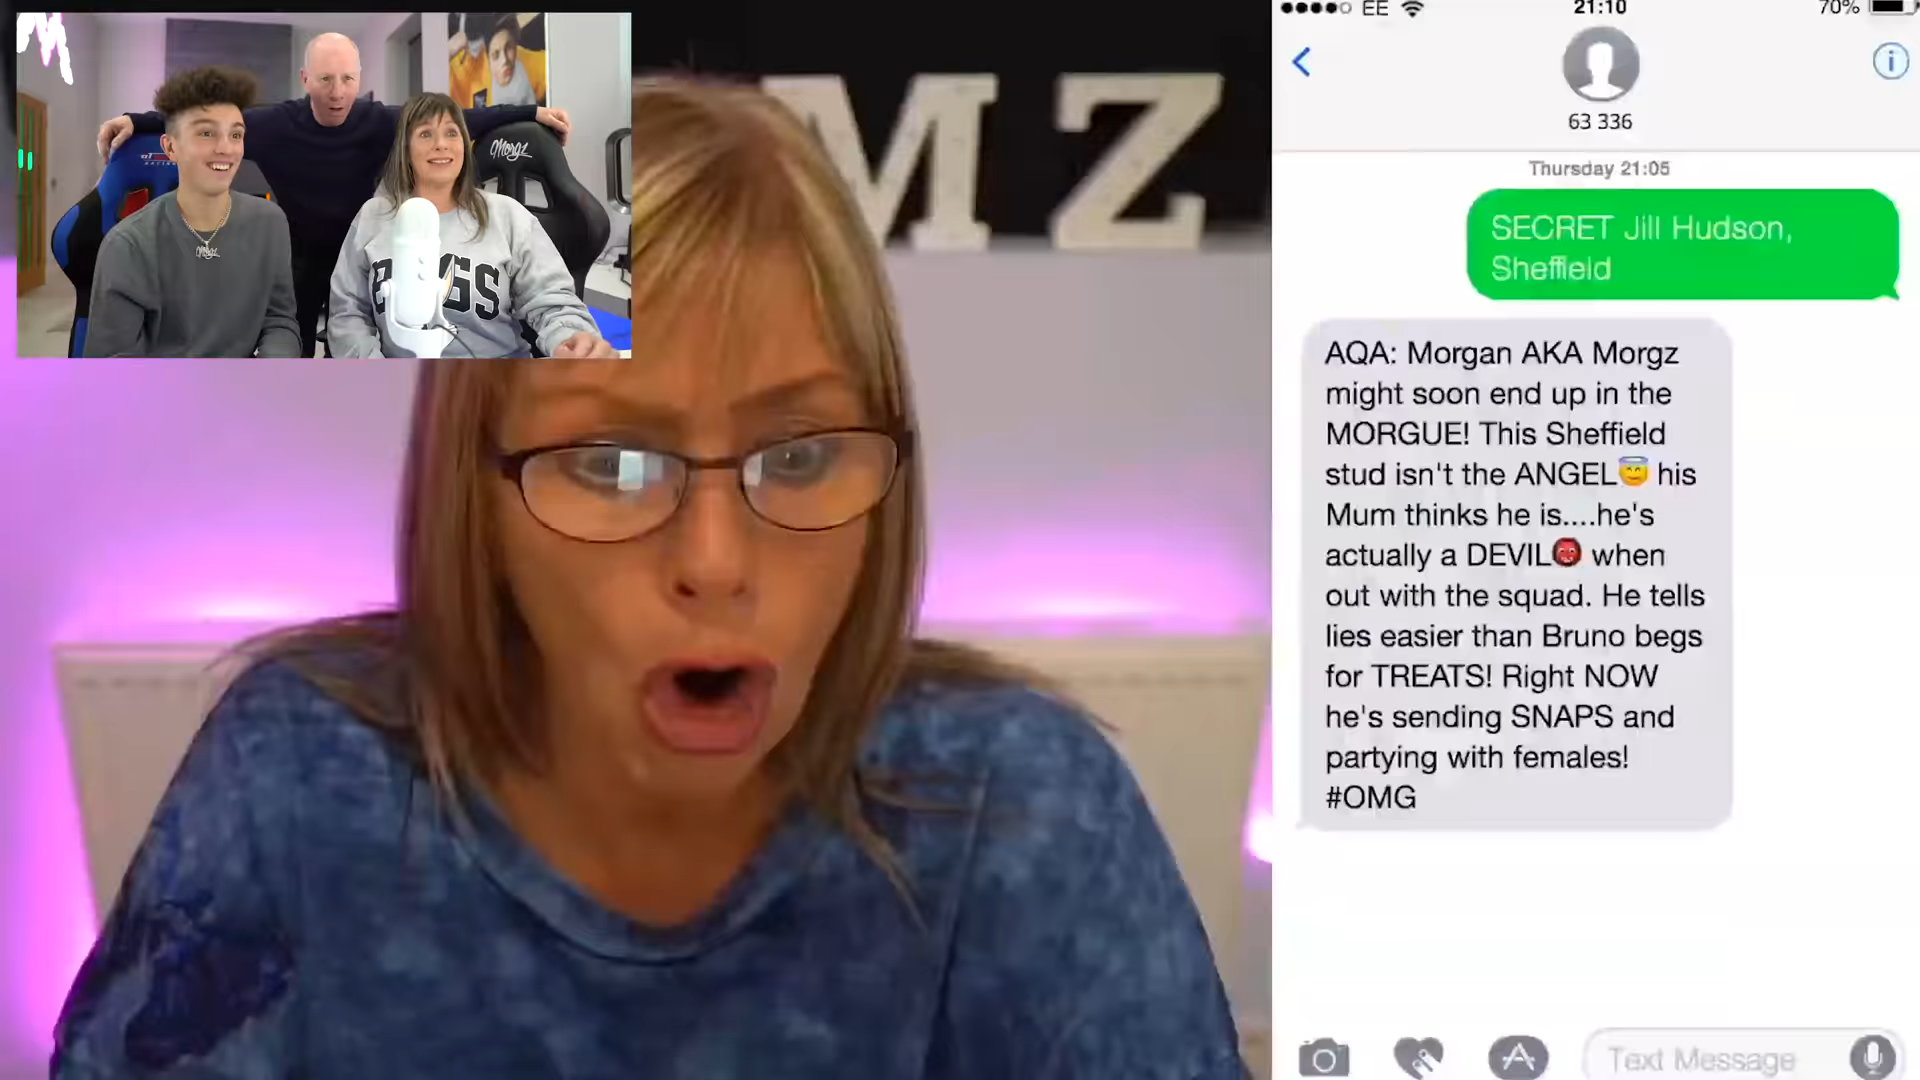 MZ
Morgz
Morgz
EE
21:10
70%
63 336
Thursday 21:05
SECRET Jill Hudson,
Sheffield
AQA: Morgan AKA Morgz
might soon end up in the
MORGUE! This Sheffield
stud isn't the ANGEL😇 his
Mum thinks he is....he's
actually a DEVIL👹 when
out with the squad. He tells
lies easier than Bruno begs
for TREATS! Right NOW
he's sending SNAPS and
partying with females!
#OMG
Text Message